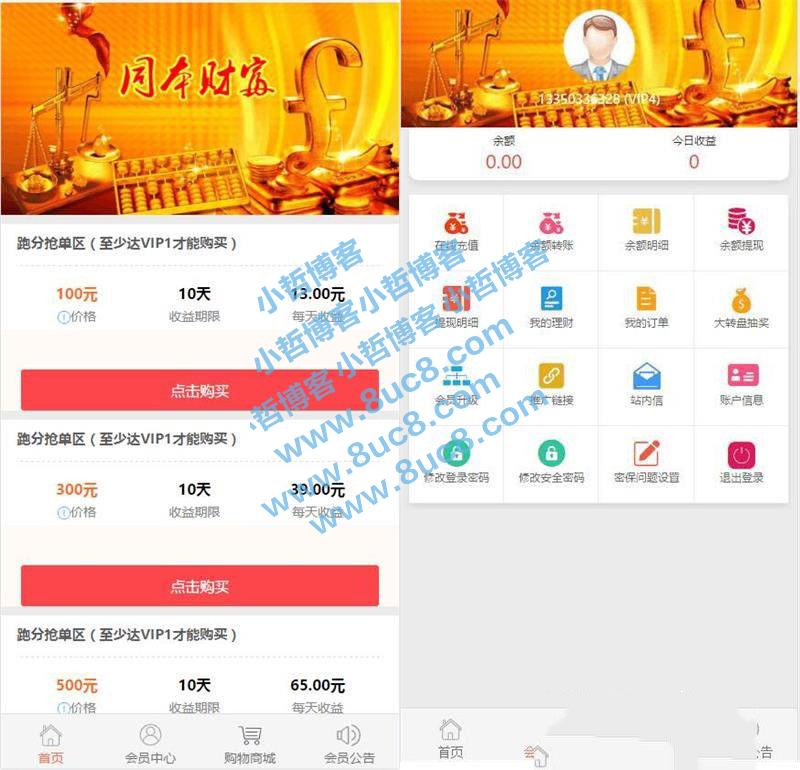 同本财富
跑分抢单区（至少达VIP1才能购买）
100元 10天 13.00元
价格 收益期限 每天收益
点击购买
跑分抢单区（至少达VIP1才能购买）
300元 10天 39.00元
价格 收益期限 每天收益
点击购买
跑分抢单区（至少达VIP1才能购买）
500元 10天 65.00元
价格 收益期限 每天收益
首页 会员中心 购物商城 会员公告
13350336328 (VIP4)
余额 今日收益
0.00 0
在线充值 余额转账 余额明细 余额提现
提现明细 我的理财 我的订单 大转盘抽奖
会员升级 推广链接 站内信 账户信息
修改登录密码 修改安全密码 密保问题设置 退出登录
首页 会 告
小哲博客
小哲博客小哲博客
小哲博客小哲博客
哲博客 www.8uc8.com
www.8uc8.com
www.8uc8.com